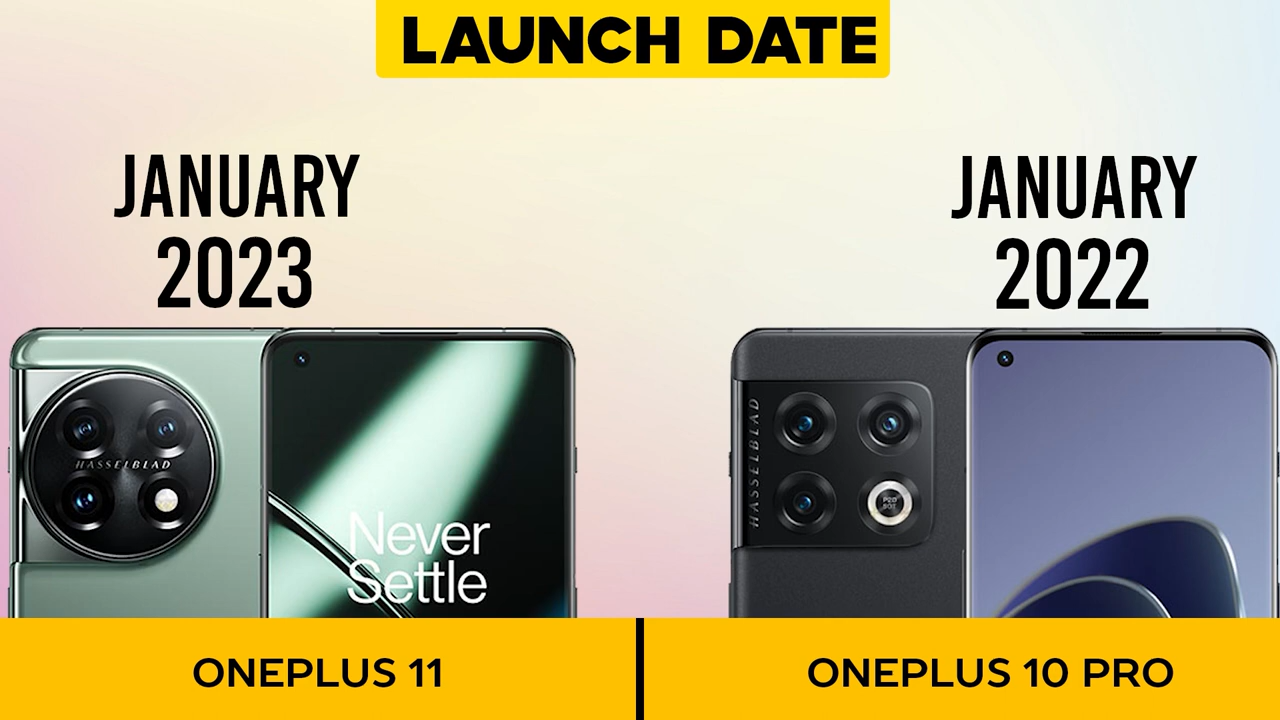 LAUNCH DATE
JANUARY
2023
JANUARY
2022
HASSELBLAD
Never
Settle
HASSELBLAD
ONEPLUS 11
ONEPLUS 10 PRO